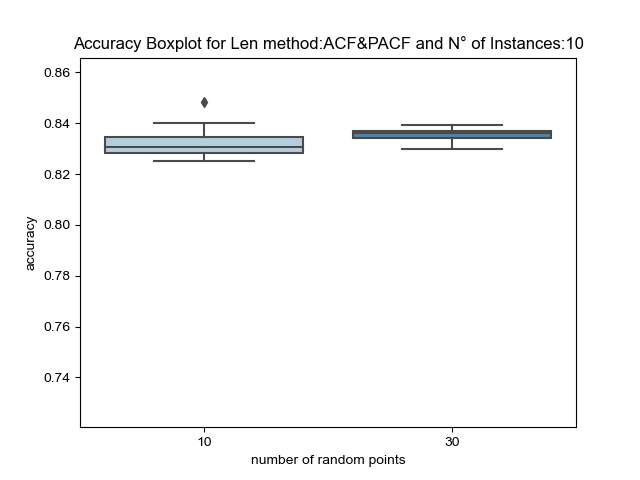 Accuracy Boxplot for Len method:ACF&PACF and N° of Instances:10
0.86
0.84
0.82
0.80
0.78
0.76
0.74
accuracy
10 30
number of random points